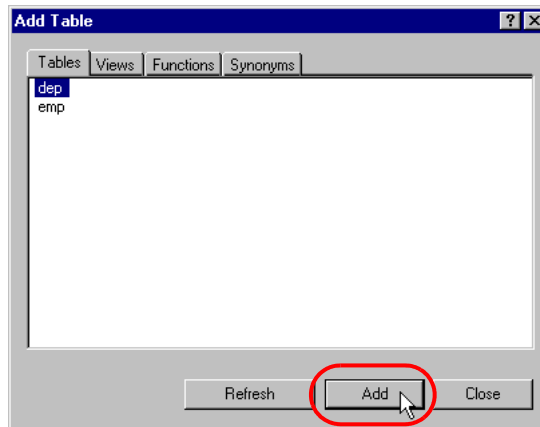 Add Table
Tables Views Functions Synonyms
dep
emp
Refresh Add Close